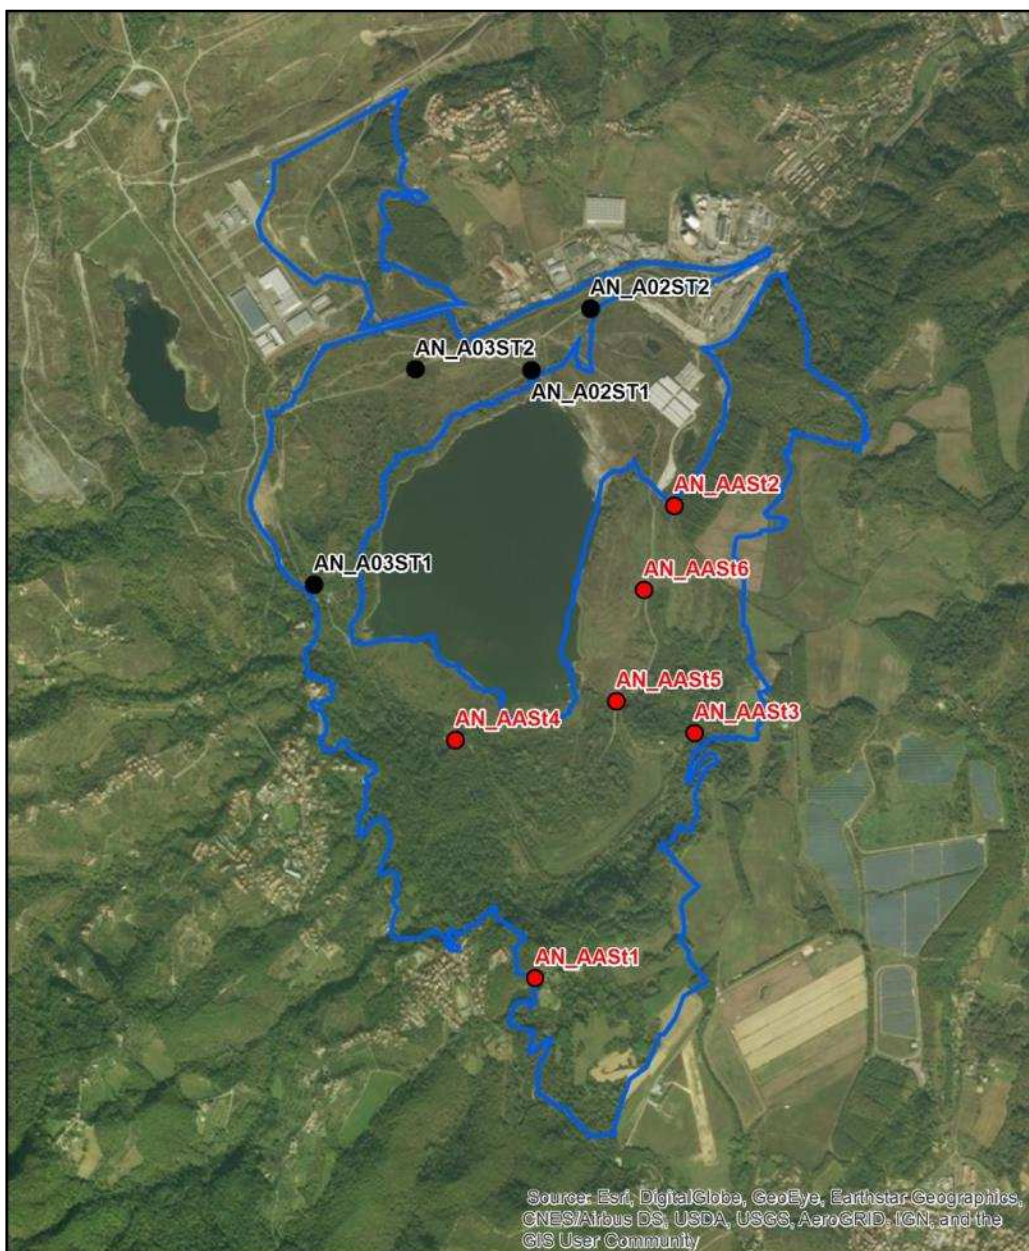 AN_A02ST2
AN_A03ST2
AN_A02ST1
AN_AASt2
AN_A03ST1
AN_AASt6
AN_AASt5
AN_AASt4
AN_AASt3
AN_AASt1
Source: Esri, DigitalGlobe, GeoEye, Earthstar Geographics,
CNES/Airbus DS, USDA, USGS, AeroGRID, IGN, and the
GIS User Community